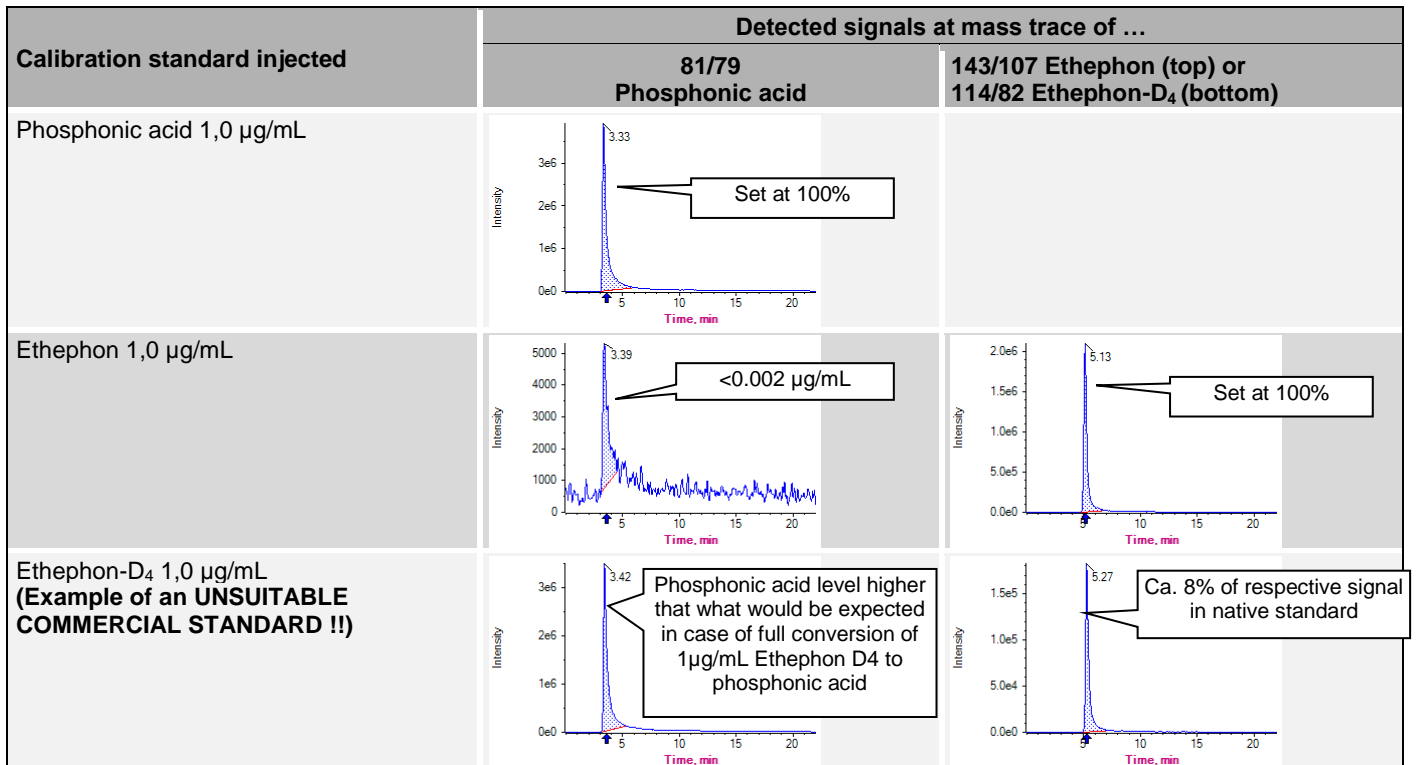 Calibration standard injected
Detected signals at mass trace of …
81/79
Phosphonic acid
143/107 Ethephon (top) or
114/82 Ethephon-D4 (bottom)
Phosphonic acid 1,0 µg/mL
3.33
Set at 100%
Intensity
3e6
2e6
1e6
0e0
5 10 15 20
Time, min
Ethephon 1,0 µg/mL
3.39
<0.002 µg/mL
Intensity
5000
4000
3000
2000
1000
0
5 10 15 20
Time, min
5.13
Set at 100%
Intensity
2.0e6
1.5e6
1.0e6
5.0e5
0.0e0
5 10 15 20
Time, min
Ethephon-D4 1,0 µg/mL
(Example of an UNSUITABLE
COMMERCIAL STANDARD !!)
3.42
Phosphonic acid level higher
that what would be expected
in case of full conversion of
1µg/mL Ethephon D4 to
phosphonic acid
Intensity
3e6
2e6
1e6
0e0
5 10 15 20
Time, min
5.27
Ca. 8% of respective signal
in native standard
Intensity
1.5e5
1.0e5
5.0e4
0.0e0
5 10 15 20
Time, min